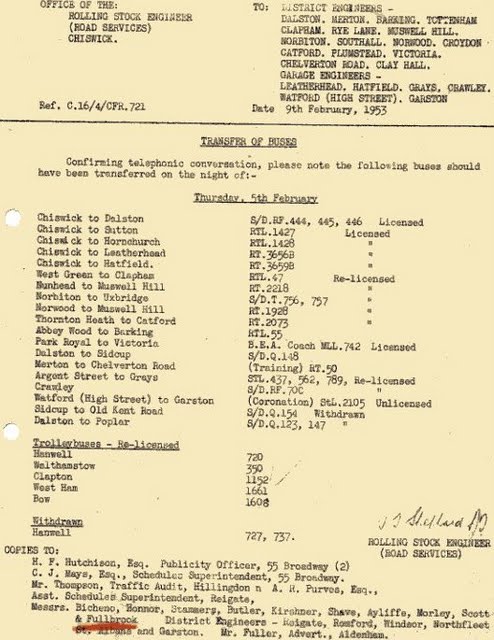 OFFICE OF THE:
ROLLING STOCK ENGINEER
(ROAD SERVICES)
CHISWICK.
TO: DISTRICT ENGINEERS -
DALSTON. MERTON. BARKING. TOTTENHAM
CLAPHAM. RYE LANE. MUSWELL HILL.
NORBITON. SOUTHALL. NORWOOD. CROYDON
CATFORD. PLUMSTEAD. VICTORIA.
CHELVERTON ROAD. CLAY HALL.
GARAGE ENGINEERS -
LEATHERHEAD. HATFIELD. GRAYS, CRAWLEY.
WATFORD (HIGH STREET). GARSTON
Ref. C.16/4/CFR.721
Date 9th February, 1953
TRANSFER OF BUSES
Confirming telephonic conversation, please note the following buses should
have been transferred on the night of:-
Thursday, 5th February
Chiswick to Dalston S/D.RF.444, 445, 446 Licensed
Chiswick to Sutton RTL.1427 Licensed
Chiswick to Hornchurch RTL.1428 "
Chiswick to Leatherhead RT.3656B "
Chiswick to Hatfield. RT.3659B "
West Green to Clapham RTL.47 Re-licensed
Nunhead to Muswell Hill RT.2218 "
Norbiton to Uxbridge S/D.T.756, 757 "
Norwood to Muswell Hill RT.1928 "
Thornton Heath to Catford RT.2073 "
Abbey Wood to Barking RTL.55
Park Royal to Victoria B.E.A. Coach MLL.742 Licensed
Dalston to Sidcup S/D.Q.148
Merton to Chelverton Road (Training) RT.50
Argent Street to Grays STL.437, 562, 789, Re-licensed
Crawley S/D.RF.70C "
Watford (High Street) to Garston (Coronation) StL.2105 Unlicensed
Sidcup to Old Kent Road S/D.Q.154 Withdrawn
Dalston to Poplar S/D.Q.123, 147 "
Trolleybuses - Re-licensed
Hanwell 720
Walthamstow 350
Clapton 1152
West Ham 1661
Bow 1608
Withdrawn
Hanwell 727, 737.
ROLLING STOCK ENGINEER
(ROAD SERVICES)
COPIES TO:
H. F. Hutchison, Esq. Publicity Officer, 55 Broadway (2)
C. J. Mays, Esq., Schedules Superintendent, 55 Broadway.
Mr. Thompson, Traffic Audit, Hillingdon A. R. Purves, Esq.,
Asst. Schedules Superintendent, Reigate,
Messrs. Bicheno, Honnor, Stammers, Butler, Kirshner, Shave, Ayliffe, Morley, Scott
& Fullbrook District Engineers - Reigate, Romford, Windsor, Northfleet
St. Albans and Garston. Mr. Fuller, Advert., Aldenham.